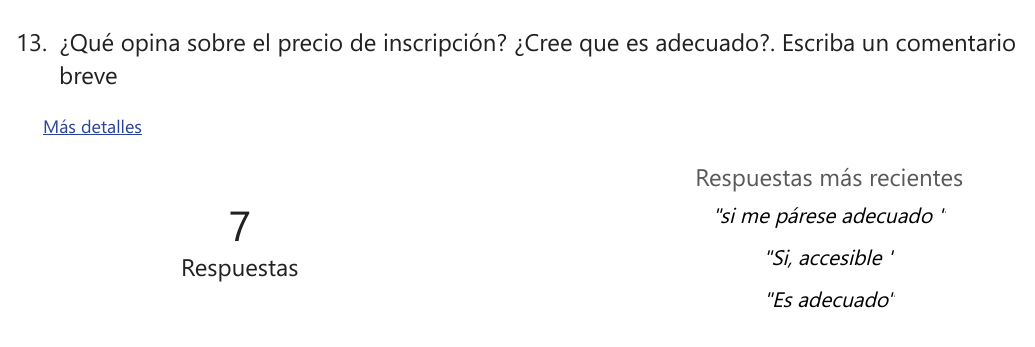 13. ¿Qué opina sobre el precio de inscripción? ¿Cree que es adecuado?. Escriba un comentario
breve
Más detalles
7
Respuestas
Respuestas más recientes
"si me párese adecuado "
"Si, accesible '
"Es adecuado"